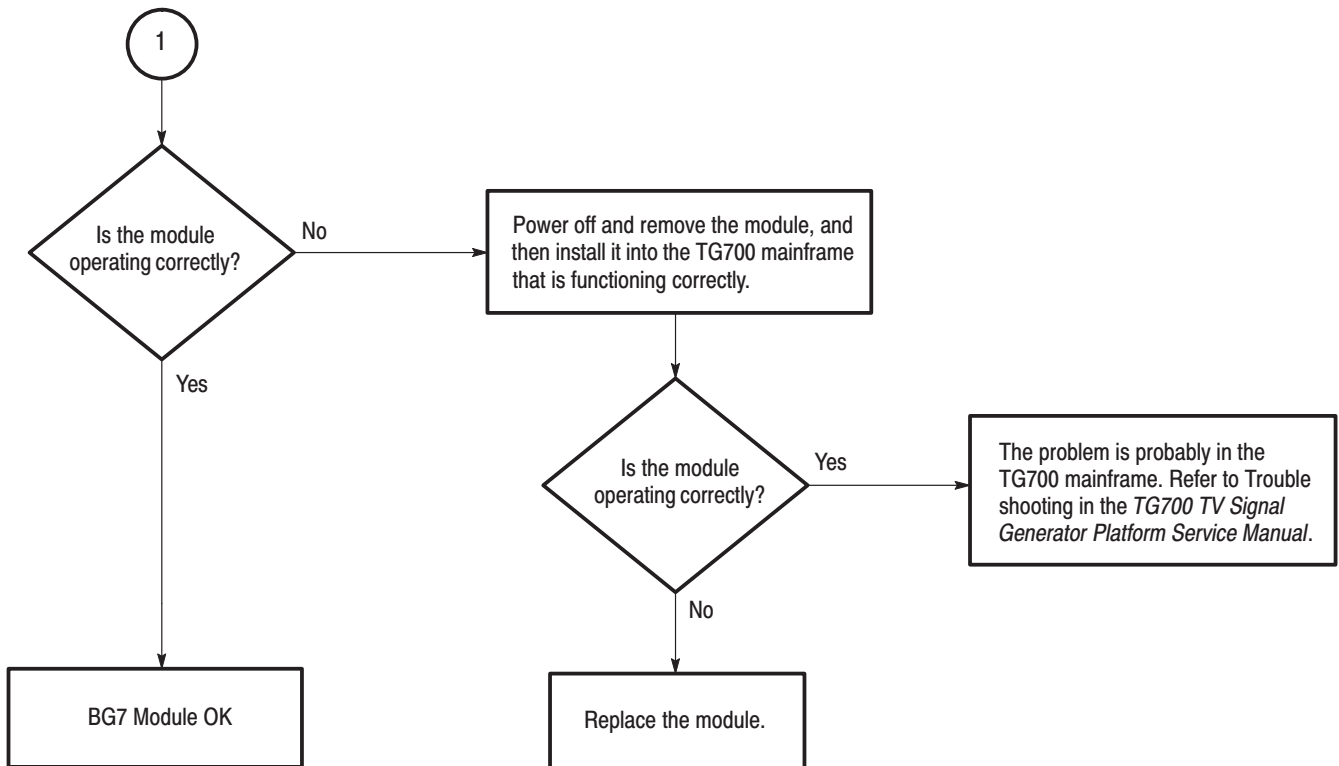 1
Is the module
operating correctly?
No
Power off and remove the module, and
then install it into the TG700 mainframe
that is functioning correctly.
Yes
Is the module
operating correctly?
Yes
The problem is probably in the
TG700 mainframe. Refer to Trouble
shooting in the TG700 TV Signal
Generator Platform Service Manual.
No
BG7 Module OK
Replace the module.